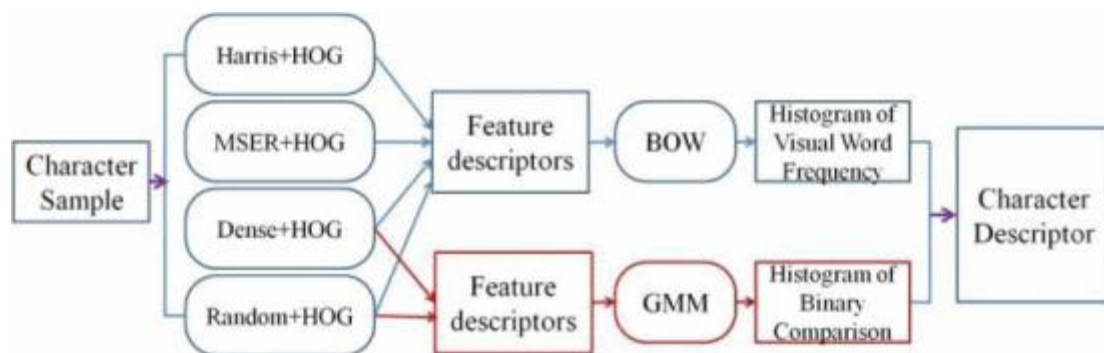 Character
Sample
Harris+HOG
MSER+HOG
Dense+HOG
Random+HOG
Feature
descriptors
BOW
Histogram of
Visual Word
Frequency
Feature
descriptors
GMM
Histogram of
Binary
Comparison
Character
Descriptor